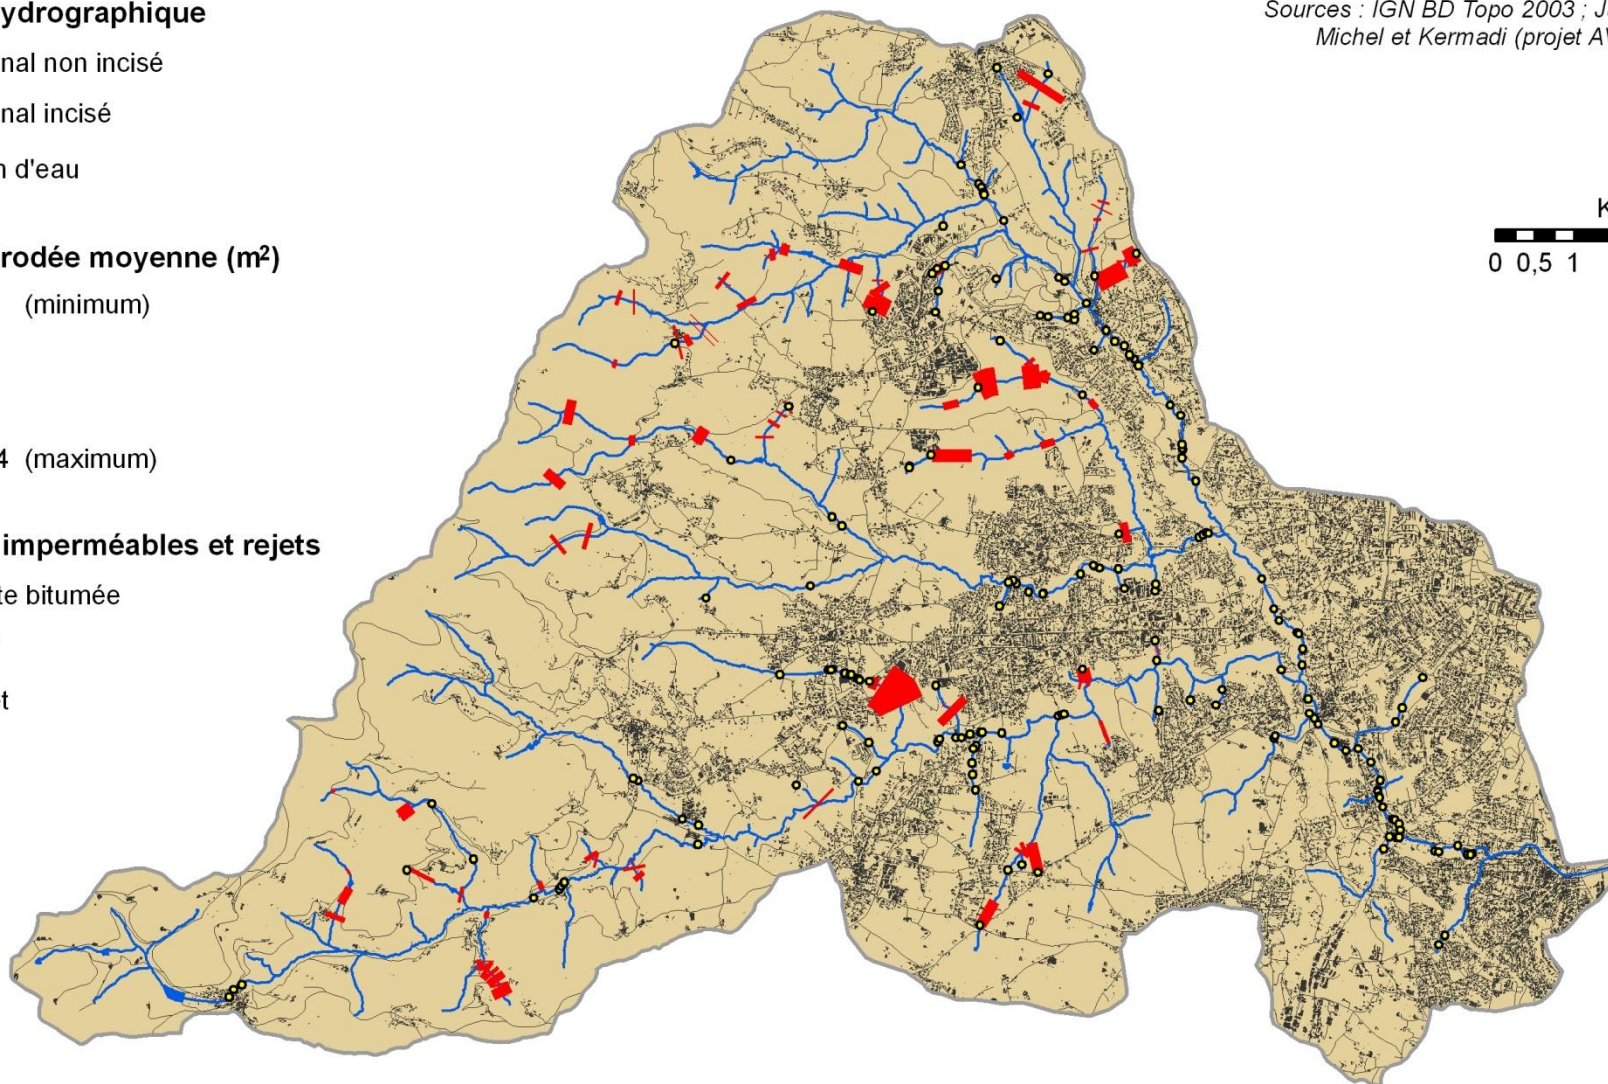 ydrographique
nal non incisé
nal incisé
n d'eau
rodée moyenne (m²)
(minimum)
4 (maximum)
imperméables et rejets
te bitumée
t
Sources : IGN BD Topo 2003 ; J
Michel et Kermadi (projet AV
K
0 0,5 1